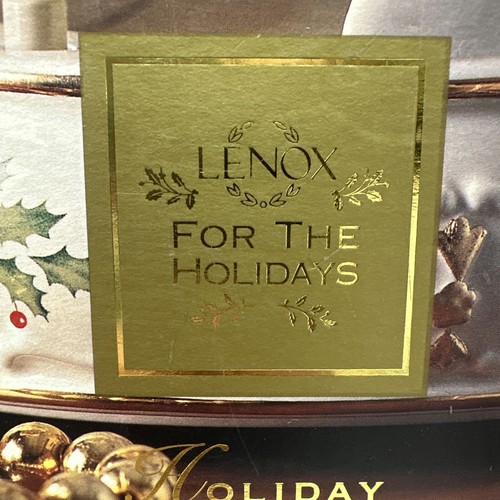 LENOX
FOR THE
HOLIDAYS
HOLIDAY